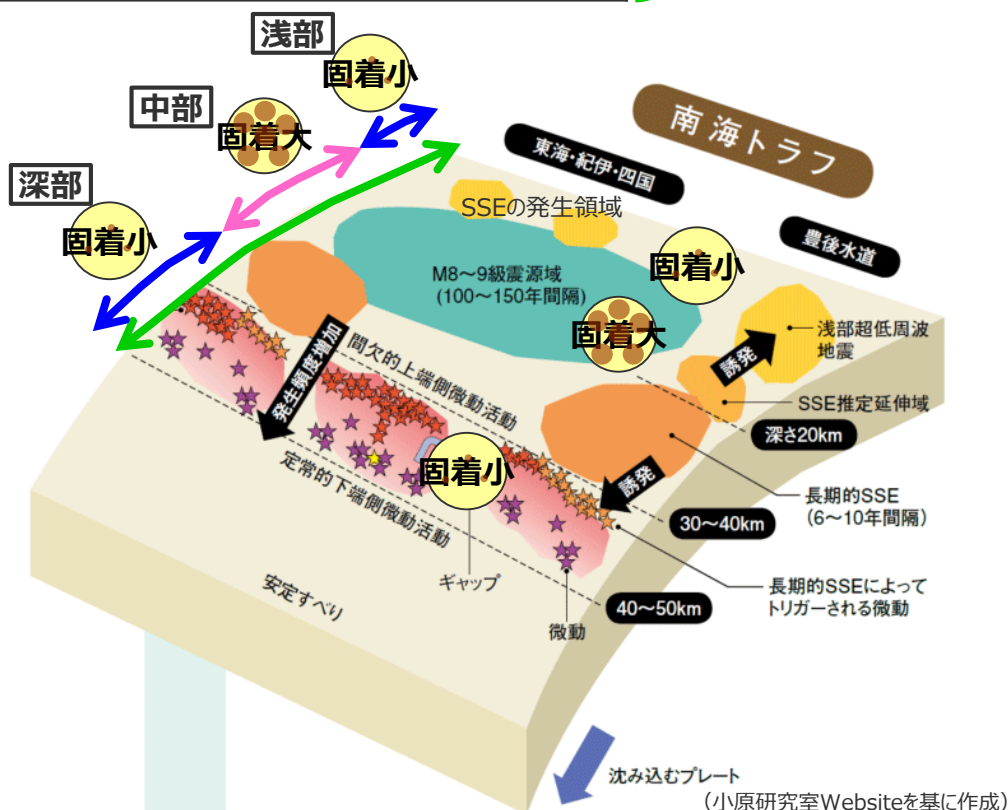 浅部
固着小
中部
固着大
深部
固着小
南海トラフ
東海・紀伊・四国
豊後水道
SSEの発生領域
M8～9級震源域
(100～150年間隔)
固着小
固着大
浅部超低周波
地震
誘発
SSE推定延伸域
深さ20km
発生頻度増加
間欠的上端側微動活動
定常的下端側微動活動
固着小
誘発
長期的SSE
(6～10年間隔)
30～40km
ギャップ
長期的SSEによって
トリガーされる微動
40～50km
微動
安定すべり
沈み込むプレート
(小原研究室Websiteを基に作成)